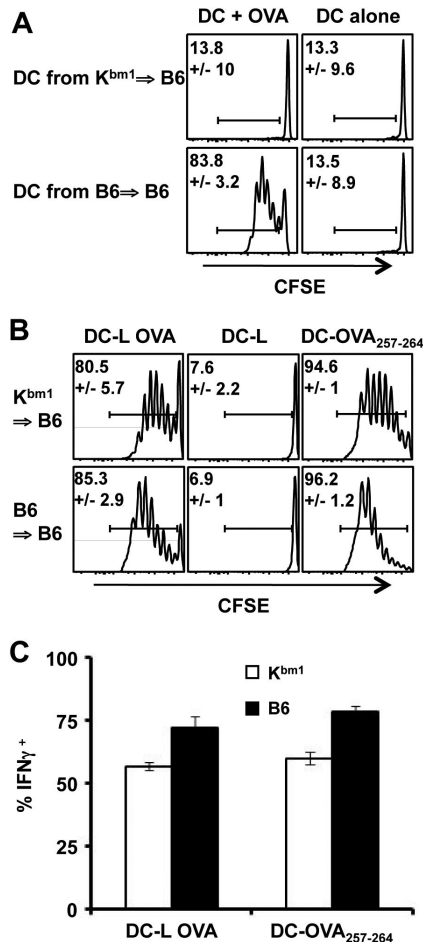 A
DC + OVA DC alone
DC from Kbm1⇒ B6
13.8
+/- 10
13.3
+/- 9.6
DC from B6⇒ B6
83.8
+/- 3.2
13.5
+/- 8.9
CFSE
B
DC-L OVA DC-L DC-OVA257-264
Kbm1
⇒ B6
80.5
+/- 5.7
7.6
+/- 2.2
94.6
+/- 1
B6
⇒ B6
85.3
+/- 2.9
6.9
+/- 1
96.2
+/- 1.2
CFSE
C
% IFNγ +
100
75
50
25
0
Kbm1
B6
DC-L OVA DC-OVA257-264